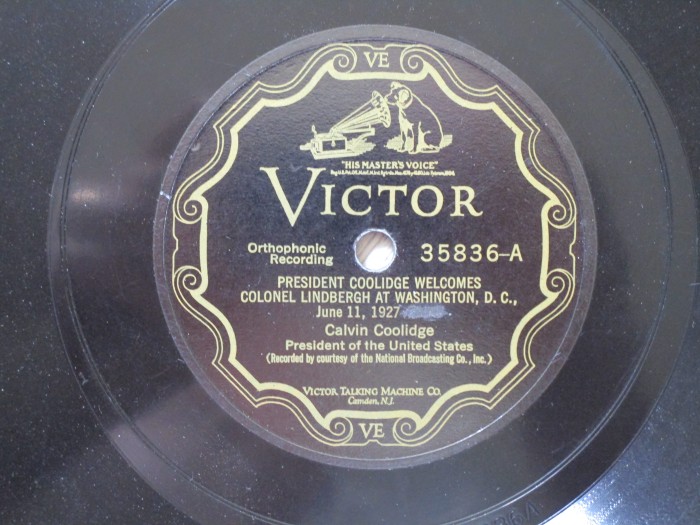 VE
"HIS MASTER'S VOICE"
VICTOR
Orthophonic
Recording
35836-A
PRESIDENT COOLIDGE WELCOMES
COLONEL LINDBERGH AT WASHINGTON, D. C.,
June 11, 1927
Calvin Coolidge
President of the United States
(Recorded by courtesy of the National Broadcasting Co., Inc.)
VICTOR TALKING MACHINE CO.
Camden, N.J.
VE